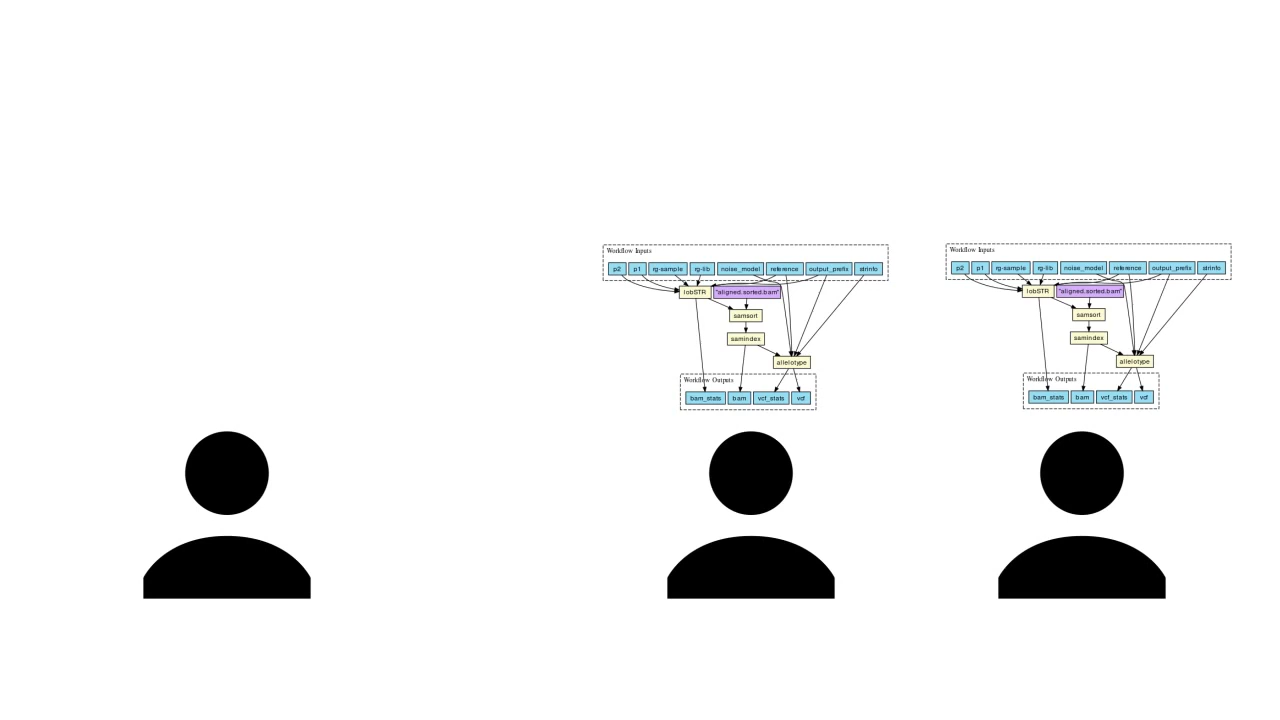 Workflow Inputs
p2 p1 rg-sample rg-lib noise_model reference output_prefix strinfo
lobSTR "aligned.sorted.bam"
samsort
samindex
allelotype
Workflow Outputs
bam_stats bam vcf_stats vcf
Workflow Inputs
p2 p1 rg-sample rg-lib noise_model reference output_prefix strinfo
lobSTR "aligned.sorted.bam"
samsort
samindex
allelotype
Workflow Outputs
bam_stats bam vcf_stats vcf